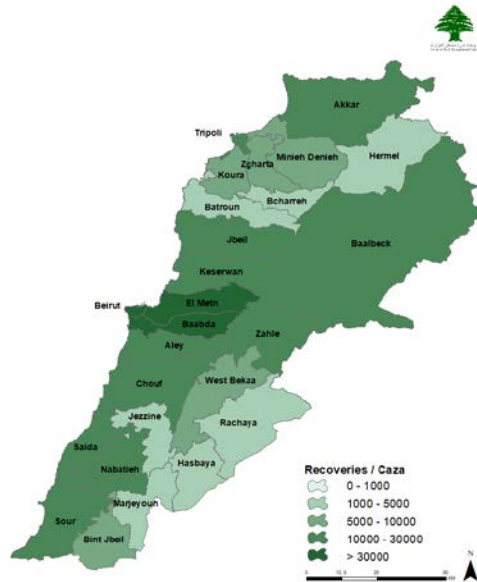 Akkar
Tripoli
Zgharta
Minieh Denieh
Hermel
Koura
Batroun
Bcharreh
Jbeil
Baalbeck
Keserwan
El Metn
Beirut
Baabda
Zahle
Aley
Chouf
West Bekaa
Jezzine
Rachaya
Saida
Hasbaya
Nabatieh
Marjeyoun
Sour
Bint Jbeil
Recoveries / Caza
0 - 1000
1000 - 5000
5000 - 10000
10000 - 30000
> 30000
N